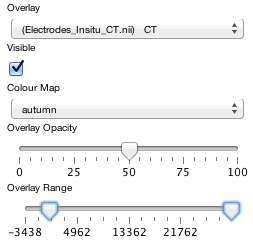 Overlay
(Electrodes_Insitu_CT.nii) CT
Visible
Colour Map
autumn
Overlay Opacity
0 25 50 75 100
Overlay Range
-3438 4962 13362 21762